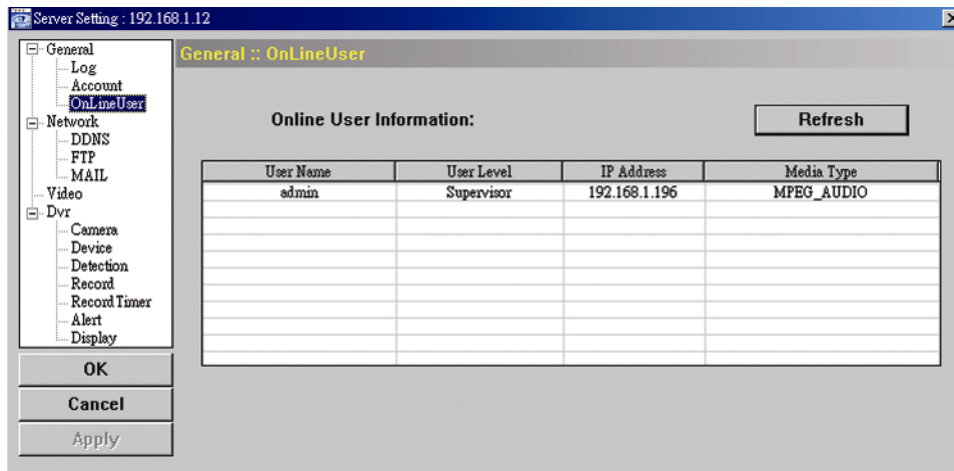 Server Setting : 192.168.1.12
General
Log
Account
OnLineUser
Network
DDNS
FTP
MAIL
Video
Dvr
Camera
Device
Detection
Record
Record Timer
Alert
Display
OK
Cancel
Apply
General :: OnLineUser
Online User Information:
Refresh
User Name User Level IP Address Media Type
admin Supervisor 192.168.1.196 MPEG_AUDIO